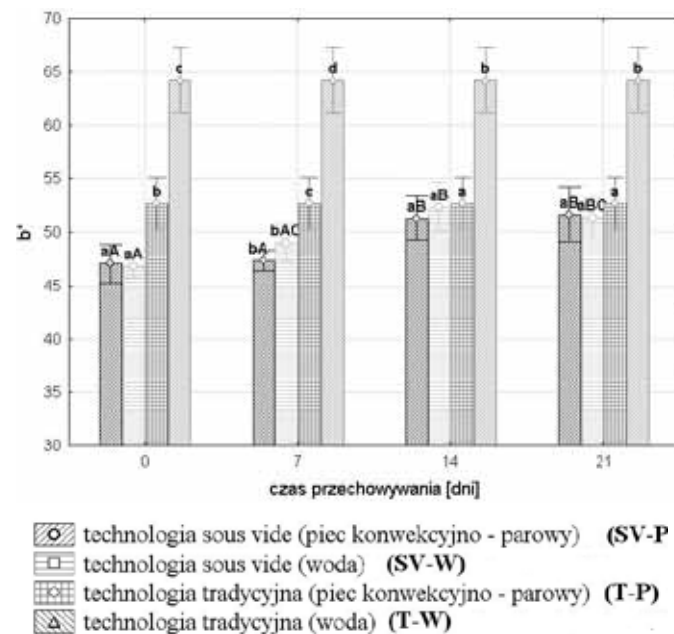 70
65
60
55
50
45
40
35
30
b*
c
d
b
b
b
c
aB
a
aB
aBC
a
aA
aA
bA
bAC
0
7
14
21
czas przechowywania [dni]
technologia sous vide (piec konwekcyjno - parowy) (SV-P
technologia sous vide (woda) (SV-W)
technologia tradycyjna (piec konwekcyjno - parowy) (T-P)
technologia tradycyjna (woda) (T-W)